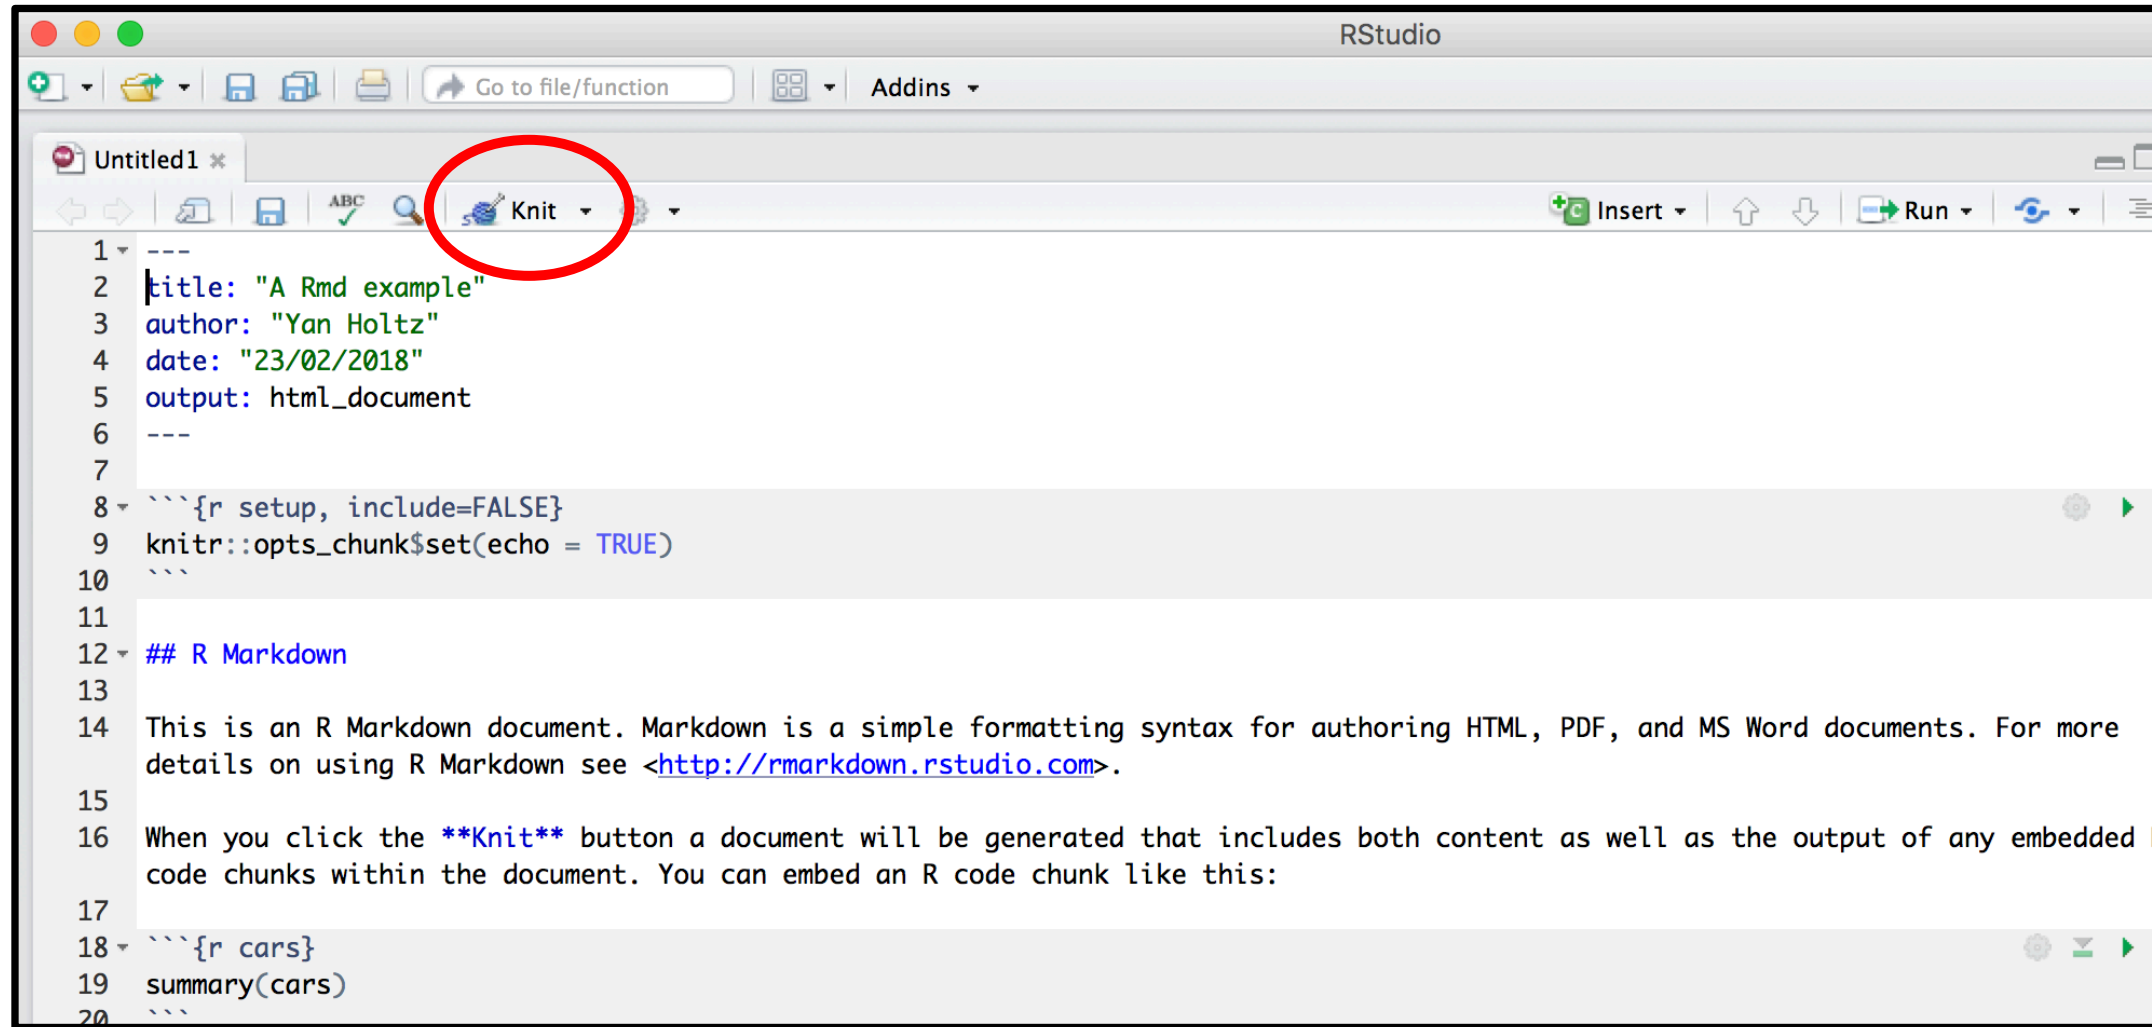 RStudio
Go to file/function
Addins
Untitled1
ABC
Knit
Insert
Run
1 ---
2 title: "A Rmd example"
3 author: "Yan Holtz"
4 date: "23/02/2018"
5 output: html_document
6 ---
7
8 ```{r setup, include=FALSE}
9 knitr::opts_chunk$set(echo = TRUE)
10 ```
11
12 ## R Markdown
13
14 This is an R Markdown document. Markdown is a simple formatting syntax for authoring HTML, PDF, and MS Word documents. For more
details on using R Markdown see <http://rmarkdown.rstudio.com>.
15
16 When you click the **Knit** button a document will be generated that includes both content as well as the output of any embedded
code chunks within the document. You can embed an R code chunk like this:
17
18 ```{r cars}
19 summary(cars)
20 ```